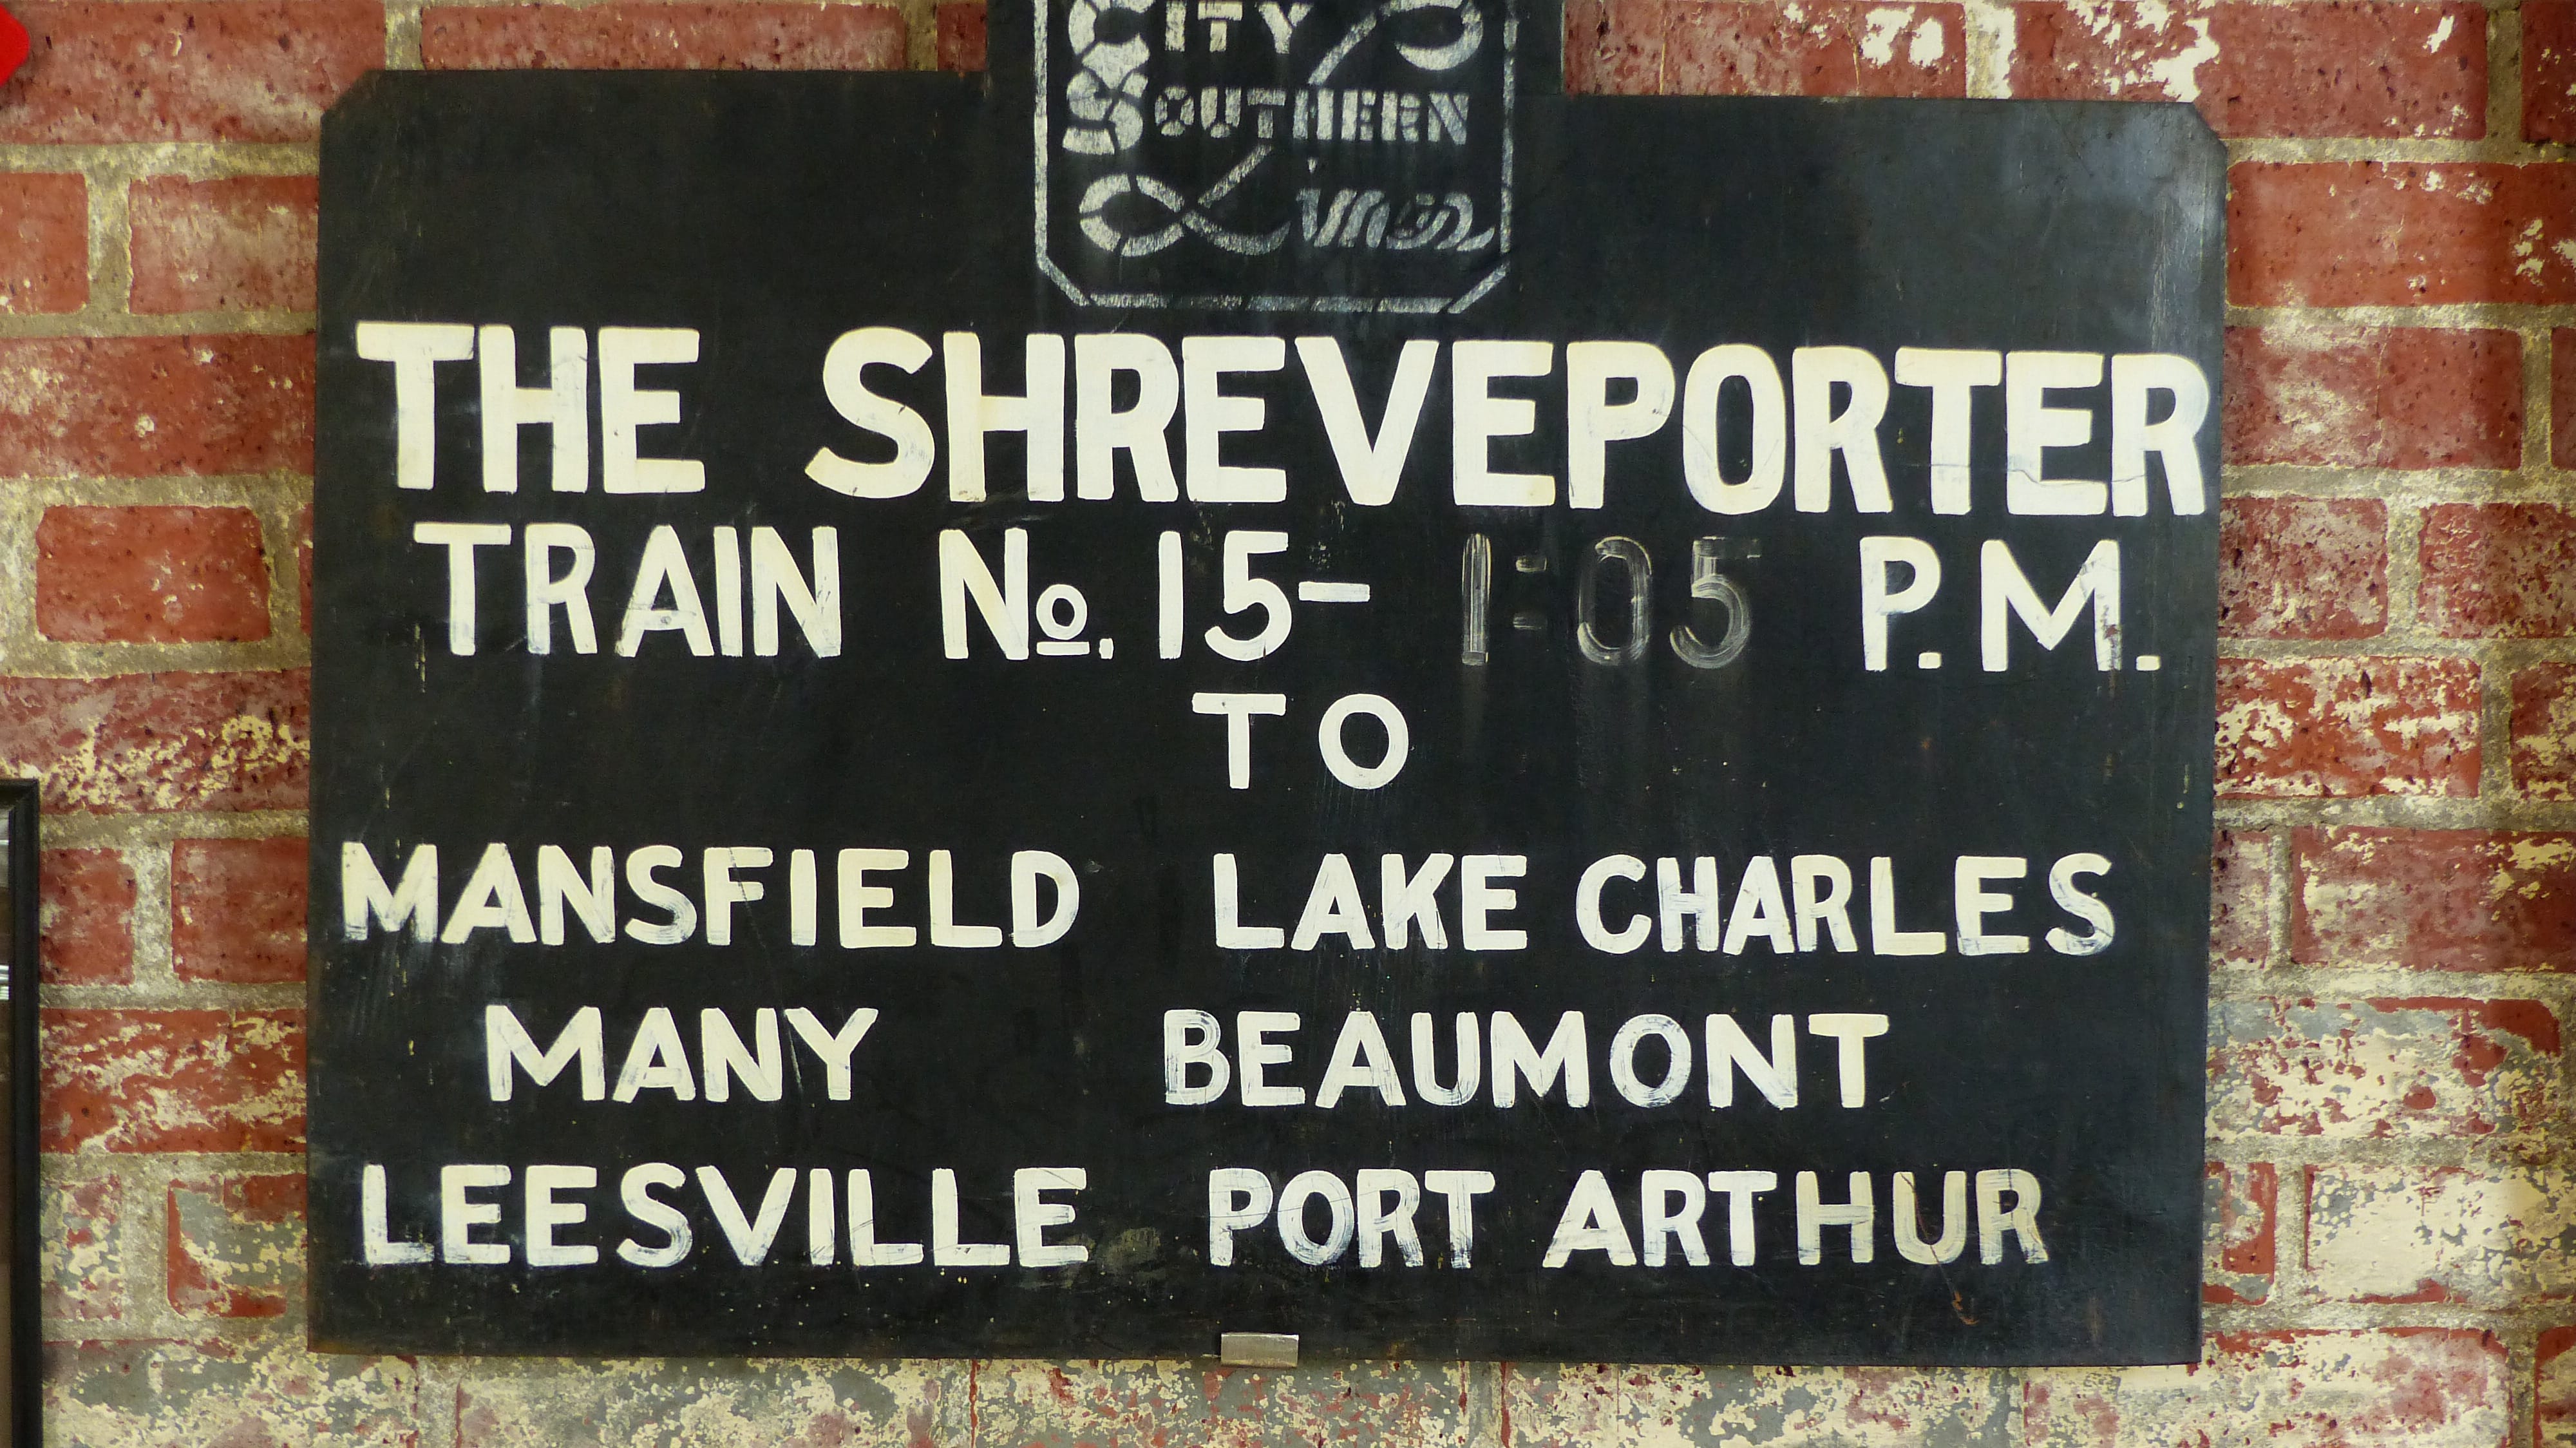 CITY
SOUTHERN
Lines
THE SHREVEPORTER
TRAIN No. 15- 1:05 P.M.
TO
MANSFIELD LAKE CHARLES
MANY BEAUMONT
LEESVILLE PORT ARTHUR